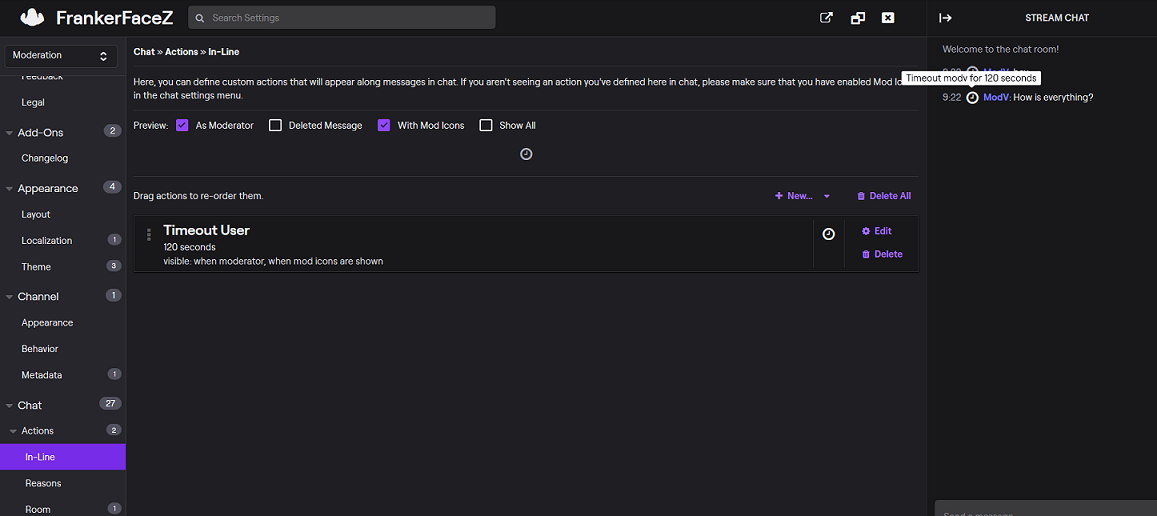 FrankerFaceZ
Search Settings
STREAM CHAT
Moderation
Feedback
Legal
Add-Ons 2
Changelog
Appearance 4
Layout
Localization 1
Theme 3
Channel 1
Appearance
Behavior
Metadata 1
Chat 27
Actions 2
In-Line
Reasons
Room 1
Chat » Actions » In-Line
Here, you can define custom actions that will appear along messages in chat. If you aren't seeing an action you've defined here in chat, please make sure that you have enabled Mod
in the chat settings menu.
Preview: As Moderator Deleted Message With Mod Icons Show All
Drag actions to re-order them.
New... Delete All
Timeout User
120 seconds
visible: when moderator, when mod icons are shown
Edit
Delete
Welcome to the chat room!
Timeout modv for 120 seconds
9:22 ModV: How is everything?
Send a message